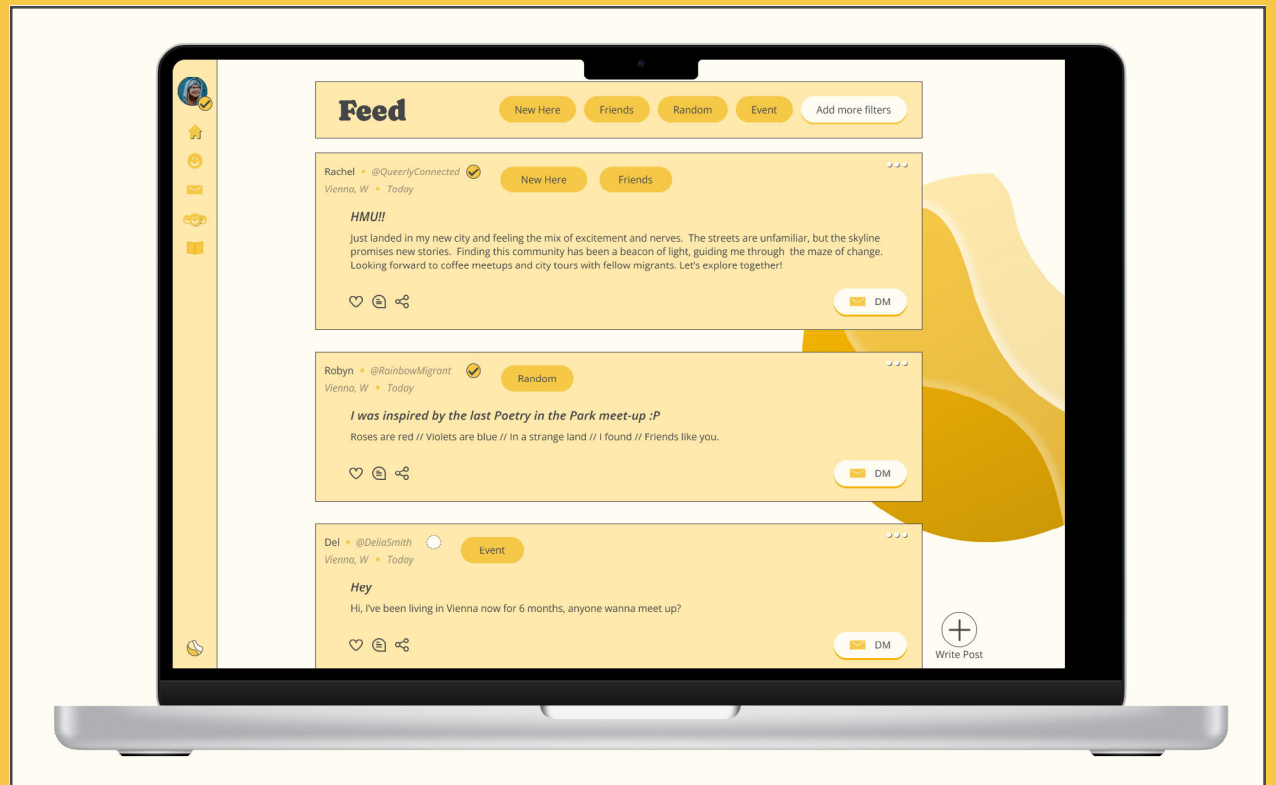 Feed
New Here
Friends
Random
Event
Add more filters
Rachel • @QueerlyConnected
New Here
Friends
Vienna, W • Today
HMU!!
Just landed in my new city and feeling the mix of excitement and nerves.  The streets are unfamiliar, but the skyline
promises new stories.  Finding this community has been a beacon of light, guiding me through  the maze of change.
Looking forward to coffee meetups and city tours with fellow migrants. Let's explore together!
DM
Robyn • @RainbowMigrant
Random
Vienna, W • Today
I was inspired by the last Poetry in the Park meet-up :P
Roses are red // Violets are blue // In a strange land // I found // Friends like you.
DM
Del • @DeliaSmith
Event
Vienna, W • Today
Hey
Hi, I've been living in Vienna now for 6 months, anyone wanna meet up?
DM
Write Post